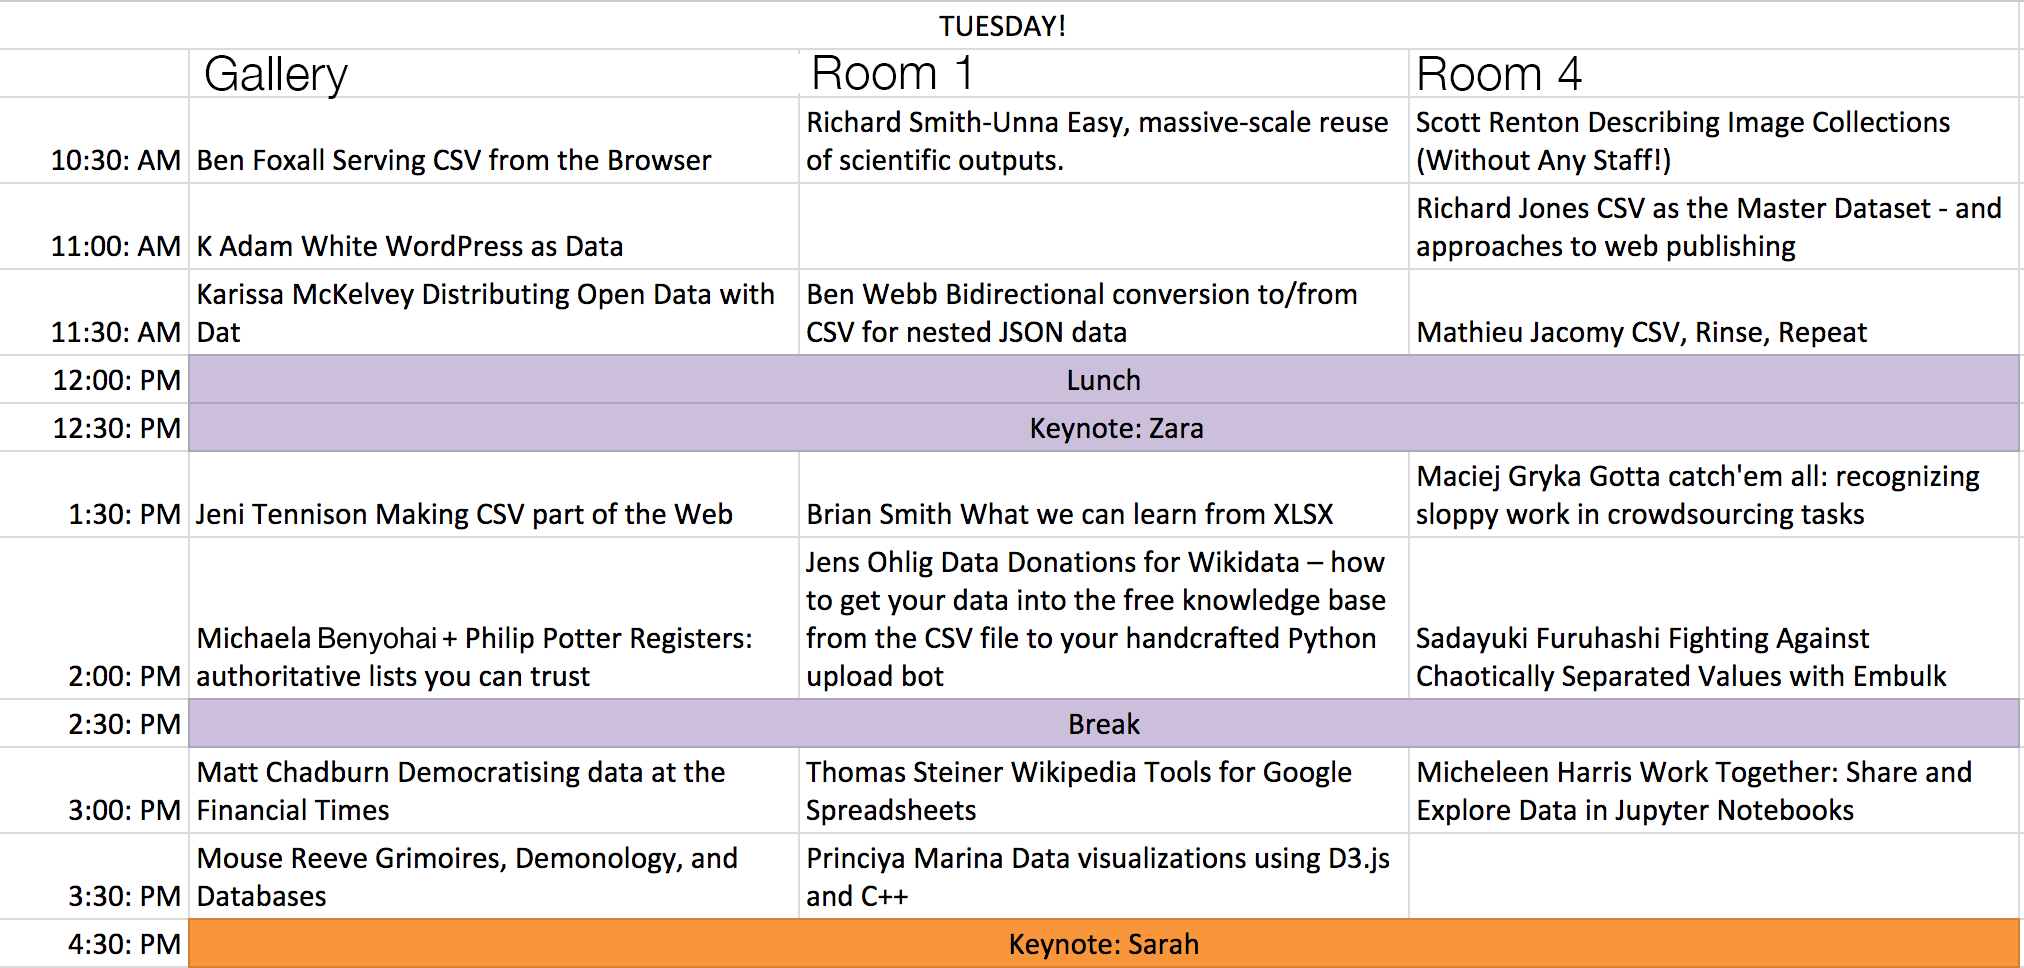 TUESDAY!
Gallery
Room 1
Room 4
10:30: AM
Ben Foxall Serving CSV from the Browser
Richard Smith-Unna Easy, massive-scale reuse
of scientific outputs.
Scott Renton Describing Image Collections
(Without Any Staff!)
11:00: AM
K Adam White WordPress as Data
Richard Jones CSV as the Master Dataset - and
approaches to web publishing
11:30: AM
Karissa McKelvey Distributing Open Data with
Dat
Ben Webb Bidirectional conversion to/from
CSV for nested JSON data
Mathieu Jacomy CSV, Rinse, Repeat
12:00: PM
Lunch
12:30: PM
Keynote: Zara
1:30: PM
Jeni Tennison Making CSV part of the Web
Brian Smith What we can learn from XLSX
Maciej Gryka Gotta catch'em all: recognizing
sloppy work in crowdsourcing tasks
2:00: PM
Michaela Benyohai + Philip Potter Registers:
authoritative lists you can trust
Jens Ohlig Data Donations for Wikidata – how
to get your data into the free knowledge base
from the CSV file to your handcrafted Python
upload bot
Sadayuki Furuhashi Fighting Against
Chaotically Separated Values with Embulk
2:30: PM
Break
3:00: PM
Matt Chadburn Democratising data at the
Financial Times
Thomas Steiner Wikipedia Tools for Google
Spreadsheets
Micheleen Harris Work Together: Share and
Explore Data in Jupyter Notebooks
3:30: PM
Mouse Reeve Grimoires, Demonology, and
Databases
Princiya Marina Data visualizations using D3.js
and C++
4:30: PM
Keynote: Sarah